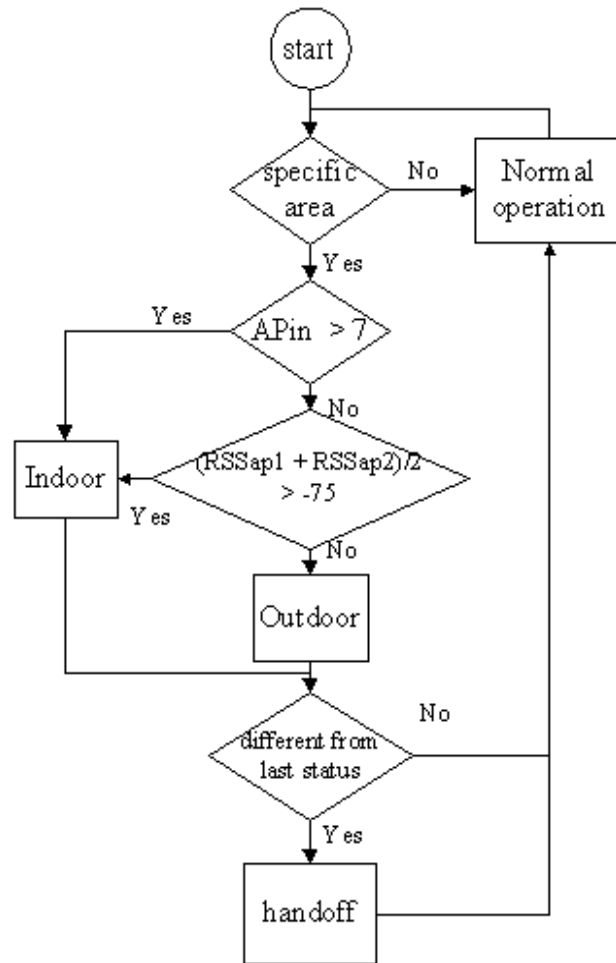 start
specific
area
No
Normal
operation
Yes
Yes
APin > 7
No
Indoor
(RSSap1 + RSSap2)/2
> -75
Yes
No
Outdoor
No
different from
last status
Yes
handoff